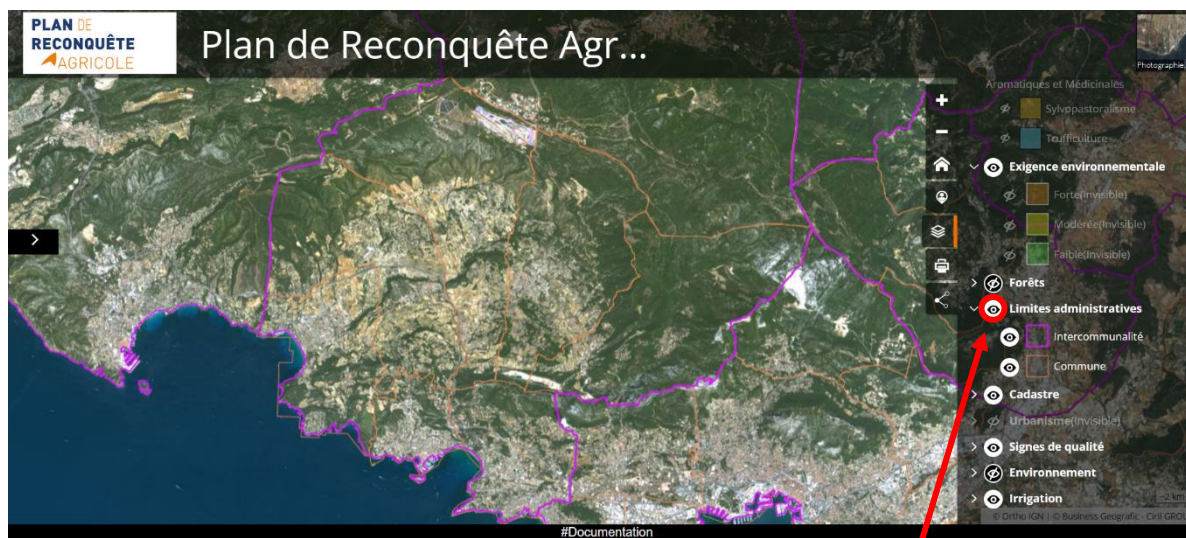 PLAN DE
RECONQUÊTE
AGRICOLE
Plan de Reconquête Agr...
Photographie
Aromatiques et Médicinales
Sylvopastoralisme
Trufficulture
Exigence environnementale
Forte(Invisible)
Modérée(Invisible)
Faible(Invisible)
Forêts
Limites administratives
Intercommunalité
Commune
Cadastre
Urbanisme(Invisible)
Signes de qualité
Environnement
Irrigation
~2 km
© Ortho IGN | © Business Geografic - Ciril GROU
#Documentation